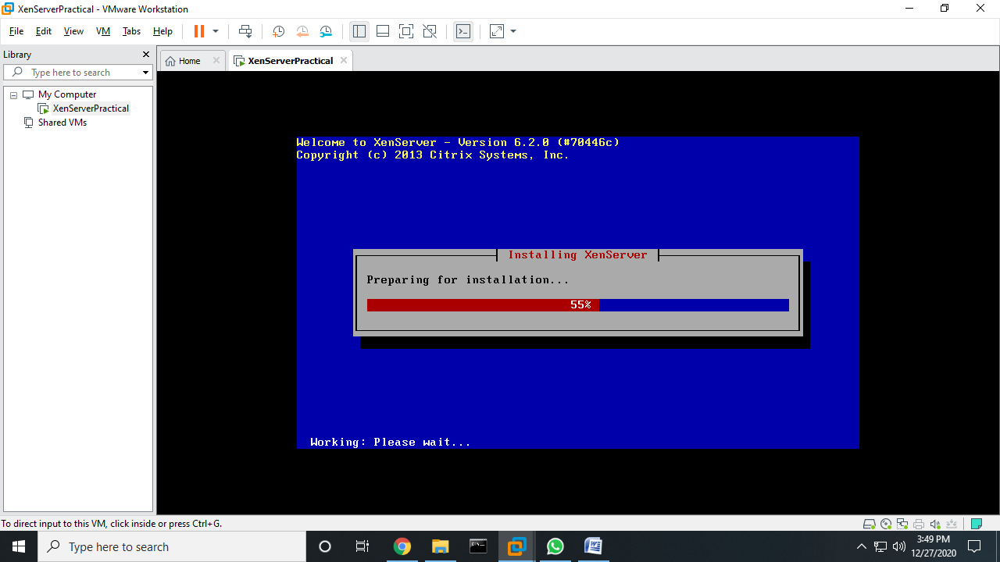 XenServerPractical - VMware Workstation
File Edit View VM Tabs Help
Library
Type here to search
My Computer
XenServerPractical
Shared VMs
Home
XenServerPractical
Welcome to XenServer - Version 6.2.0 (#70446c)
Copyright (c) 2013 Citrix Systems, Inc.
Installing XenServer
Preparing for installation...
55%
Working: Please wait...
To direct input to this VM, click inside or press Ctrl+G.
Type here to search
3:49 PM
12/27/2020